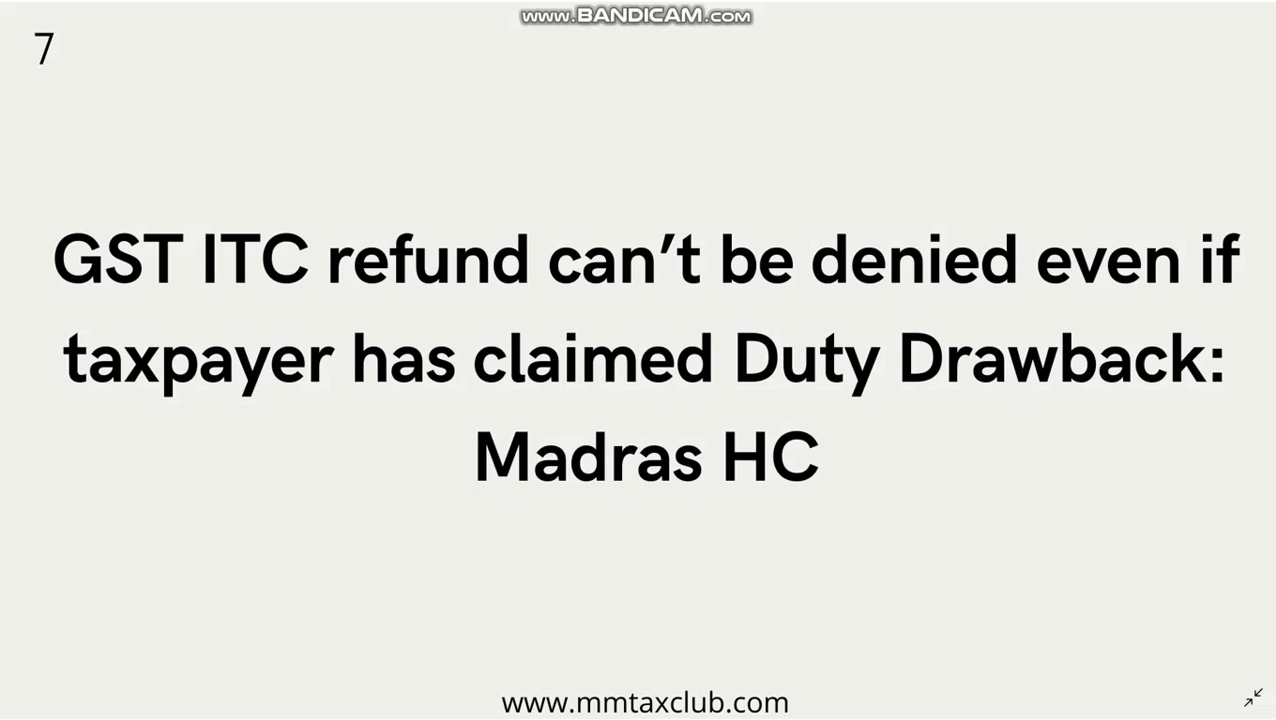 www.BANDICAM.com
7
GST ITC refund can’t be denied even if
taxpayer has claimed Duty Drawback:
Madras HC
www.mmtaxclub.com